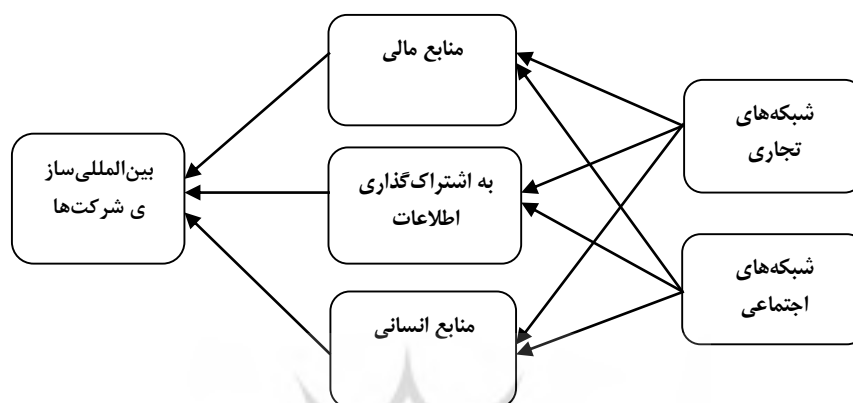 منابع مالی
شبکه‌های
تجاری
بین‌المللی‌ساز
ی شرکت‌ها
به اشتراک‌گذاری
اطلاعات
شبکه‌های
اجتماعی
منابع انسانی